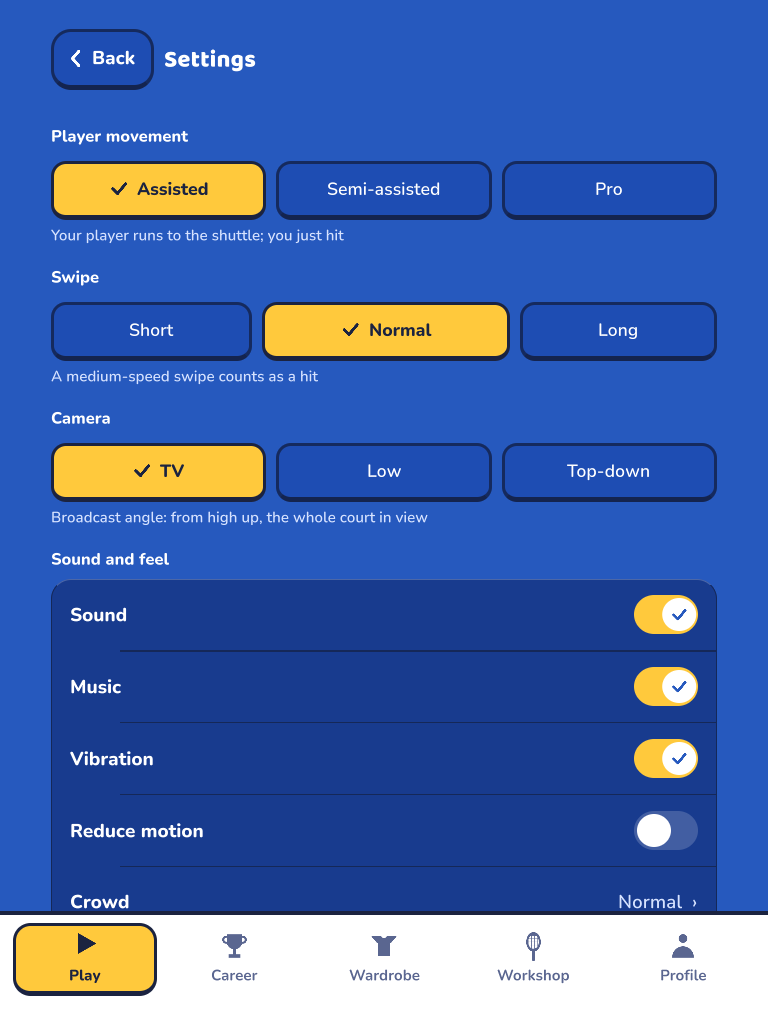 Back
Settings
Player movement
Assisted
Semi-assisted
Pro
Your player runs to the shuttle; you just hit
Swipe
Short
Normal
Long
A medium-speed swipe counts as a hit
Camera
TV
Low
Top-down
Broadcast angle: from high up, the whole court in view
Sound and feel
Sound
Music
Vibration
Reduce motion
Crowd
Normal ›
Play
Career
Wardrobe
Workshop
Profile